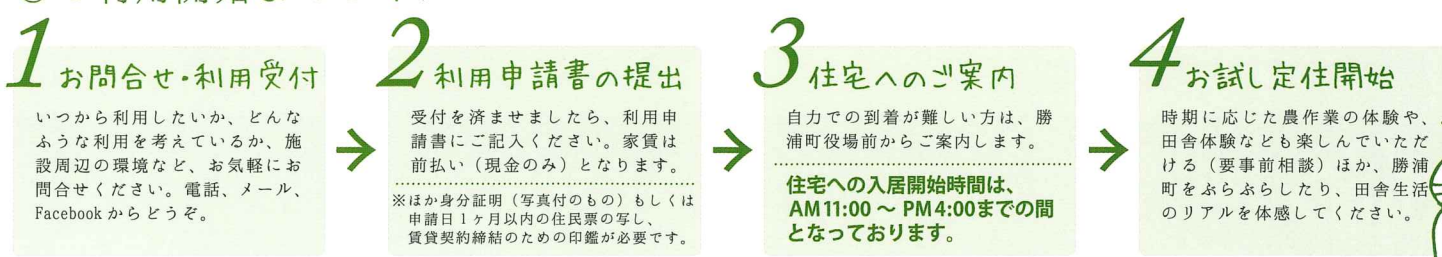 1 お問合せ・利用受付
いつから利用したいか、どんな
ふうな利用を考えているか、施
設周辺の環境など、お気軽にお
問合せください。電話、メール、
Facebookからどうぞ。
2 利用申請書の提出
受付を済ませましたら、利用申
請書にご記入ください。家賃は
前払い（現金のみ）となります。
※ほか身分証明（写真付のもの）もしくは
申請日1ヶ月以内の住民票の写し、
賃貸契約締結のための印鑑が必要です。
3 住宅へのご案内
自力での到着が難しい方は、勝
浦町役場前からご案内します。
住宅への入居開始時間は、
AM11:00 ～ PM4:00までの間
となっております。
4 お試し定住開始
時期に応じた農作業の体験や、
田舎体験なども楽しんでいただ
ける（要事前相談）ほか、勝浦
町をぶらぶらしたり、田舎生活
のリアルを体感してください。